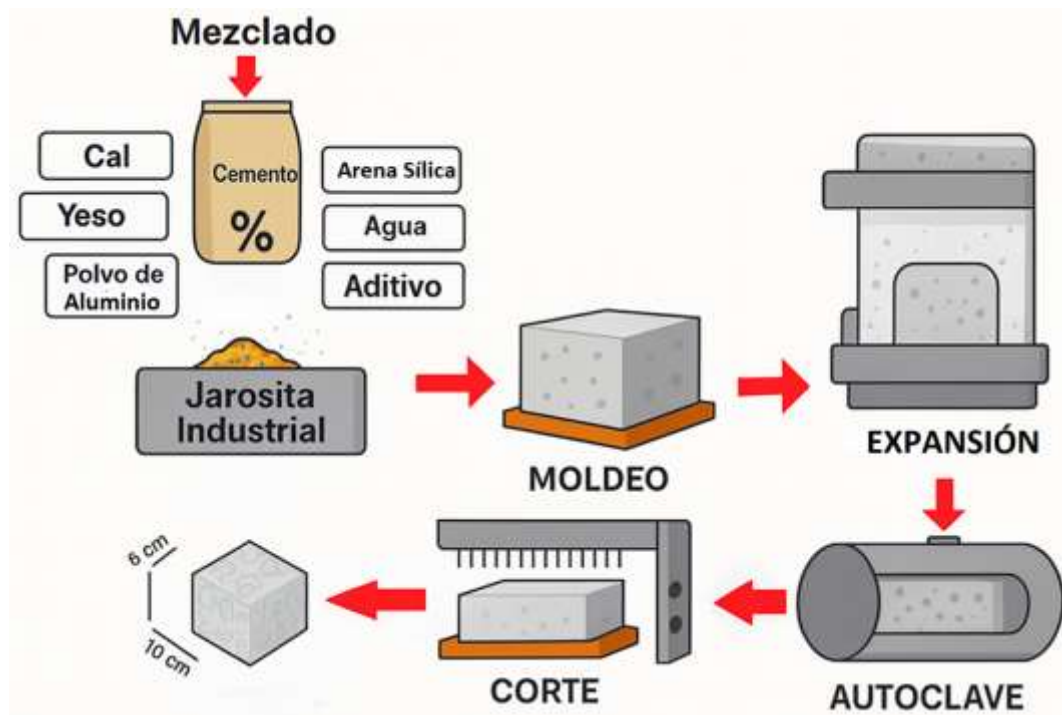 Mezclado
Cal
Yeso
Polvo de
Aluminio
Cemento
%
Arena Sílica
Agua
Aditivo
Jarosita
Industrial
MOLDEO
EXPANSIÓN
AUTOCLAVE
CORTE
6 cm
10 cm